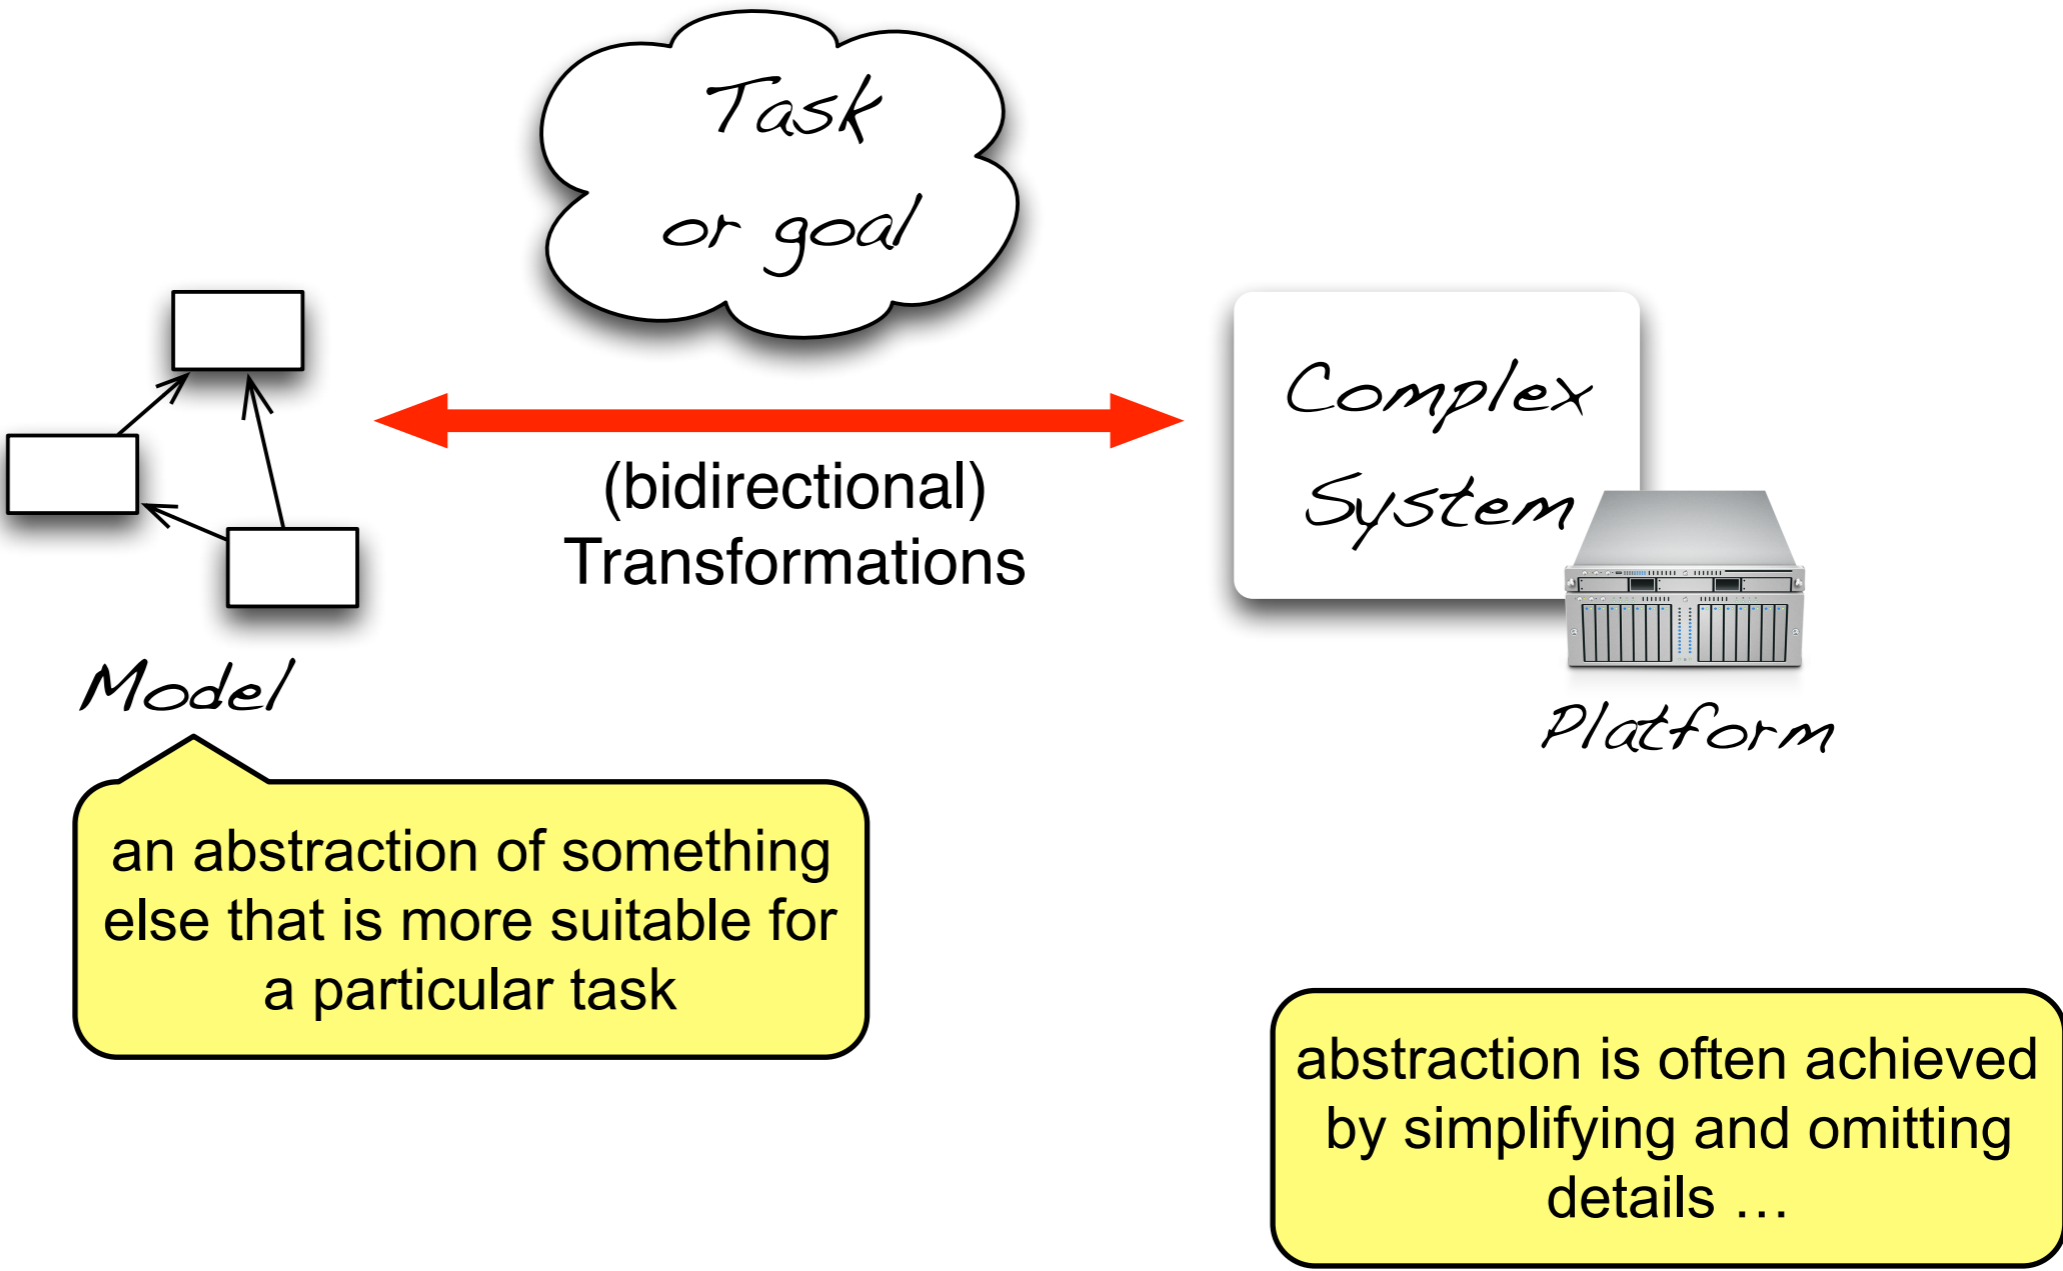 Task
or goal
Complex
System
(bidirectional)
Transformations
Model
Platform
an abstraction of something
else that is more suitable for
a particular task
abstraction is often achieved
by simplifying and omitting
details …